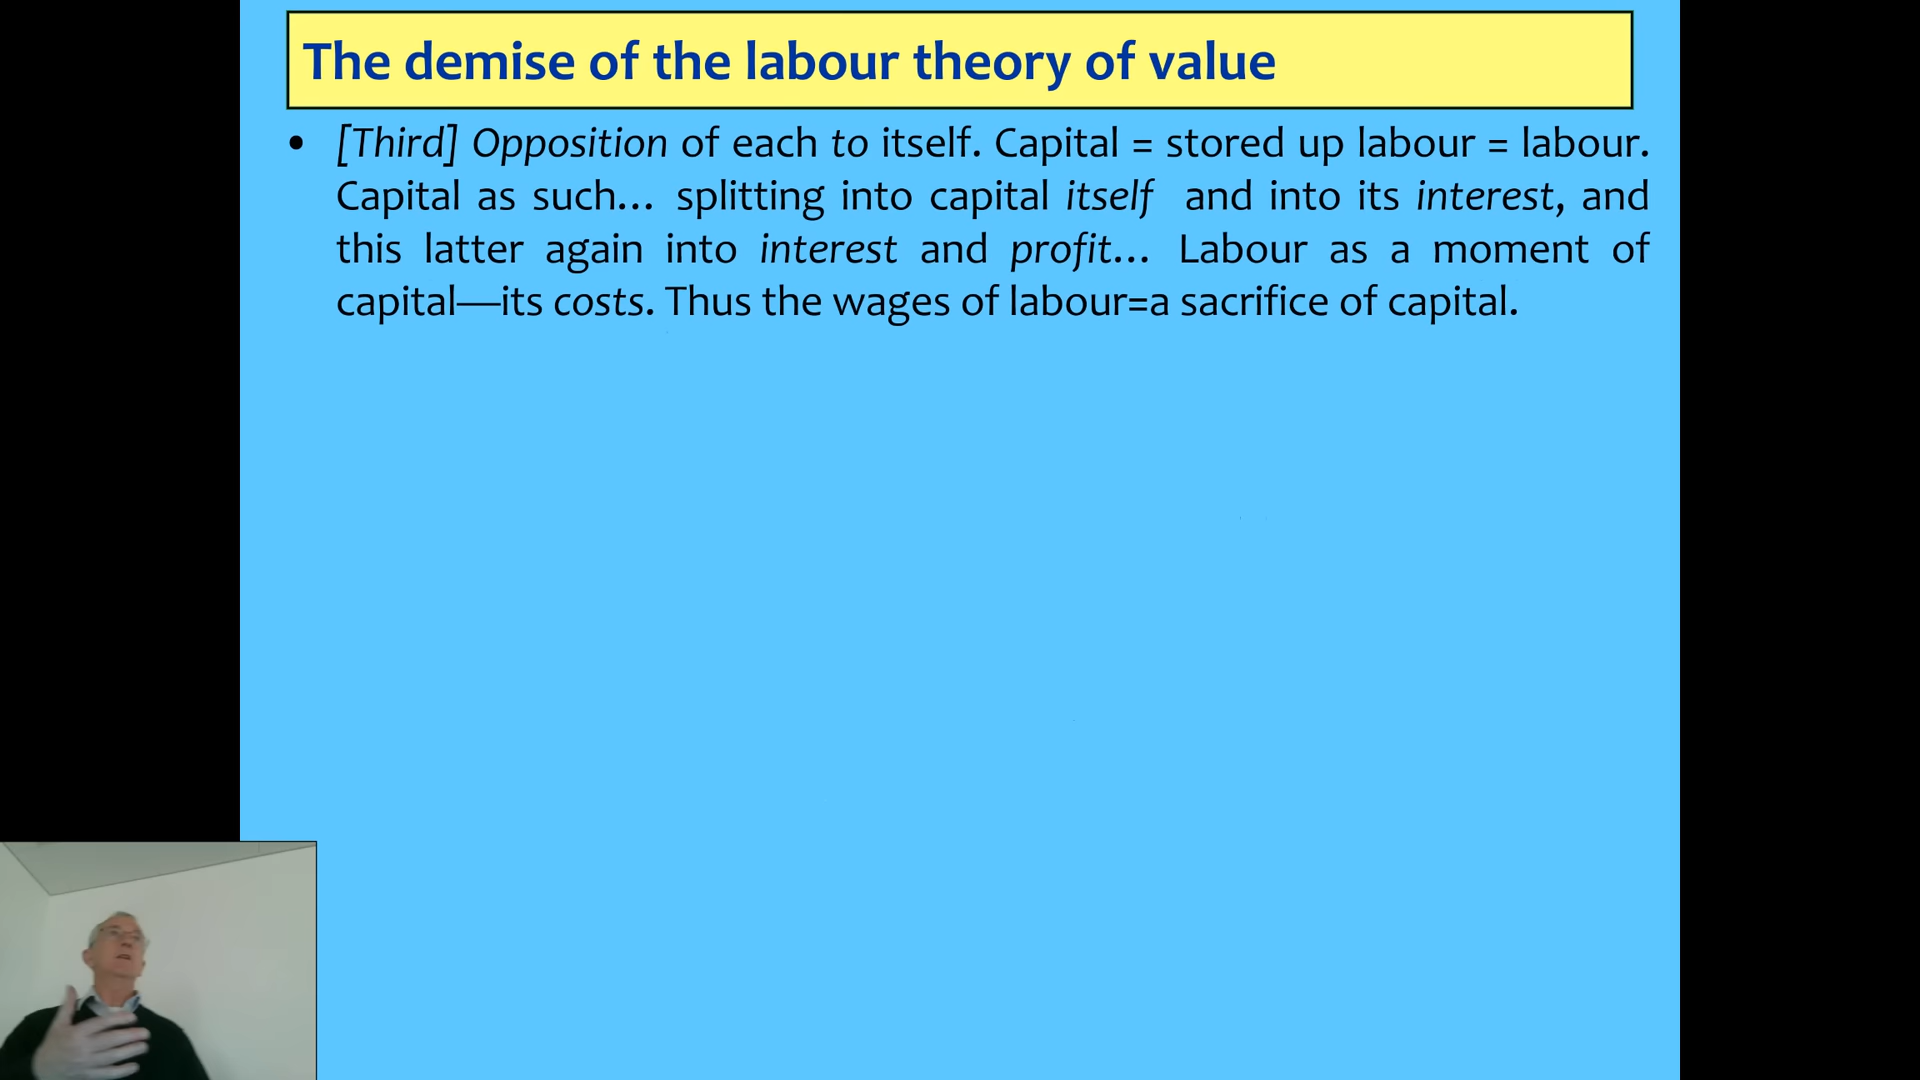 The demise of the labour theory of value
• [Third] Opposition of each to itself. Capital = stored up labour = labour.
Capital as such… splitting into capital itself and into its interest, and
this latter again into interest and profit… Labour as a moment of
capital—its costs. Thus the wages of labour=a sacrifice of capital.